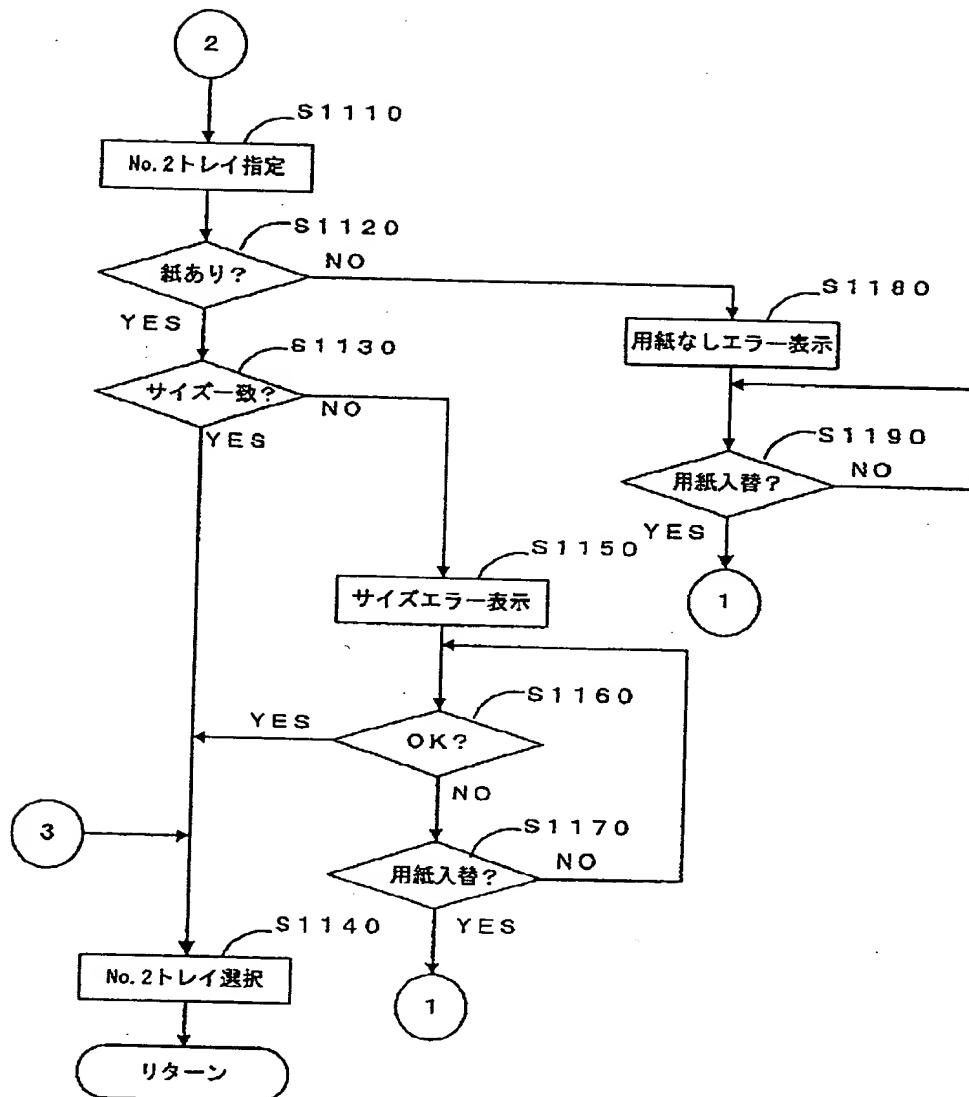 2
S1110
No.2トレイ指定
S1120
紙あり?
NO
YES
S1180
用紙なしエラー表示
S1130
サイズ一致?
NO
YES
S1190
用紙入替?
NO
YES
1
S1150
サイズエラー表示
S1160
OK?
YES
NO
3
S1170
用紙入替?
NO
YES
1
S1140
No.2トレイ選択
リターン